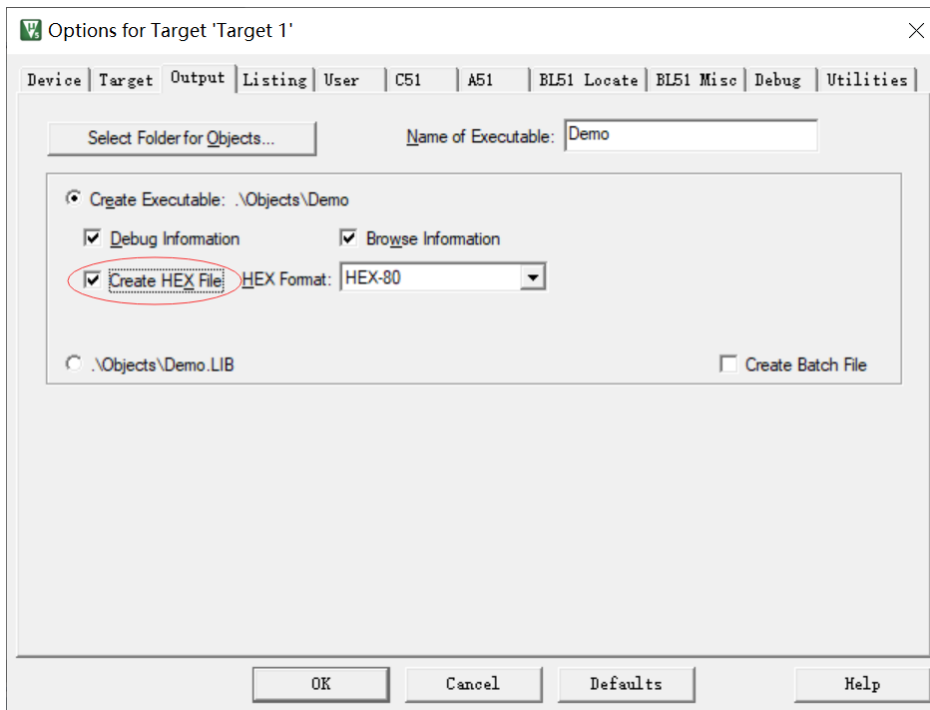 Options for Target 'Target 1'
Device Target Output Listing User C51 A51 BL51 Locate BL51 Misc Debug Utilities
Select Folder for Objects... Name of Executable: Demo
Create Executable: .\Objects\Demo
Debug Information Browse Information
Create HEX File HEX Format: HEX-80
.\Objects\Demo.LIB Create Batch File
OK Cancel Defaults Help